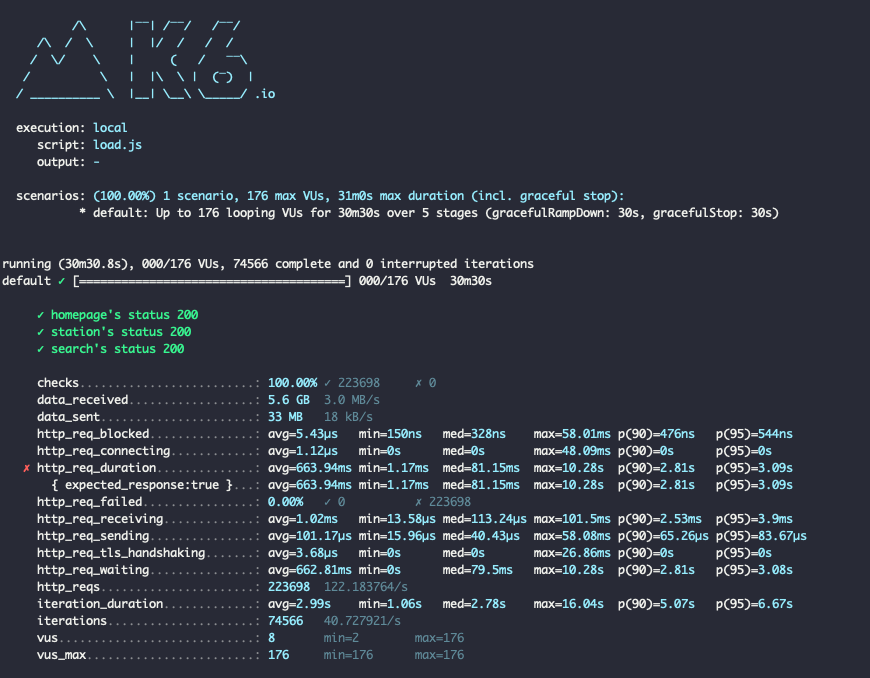 /\      |‾‾| /‾‾/   /‾‾/
     /\  /  \     |  |/  /   /  /
    /  \/    \    |     (   /   ‾‾\
   /          \   |  |\  \ |  (‾)  |
  / __________ \  |__| \__\ \_____/ .io
execution: local
script: load.js
output: -
scenarios: (100.00%) 1 scenario, 176 max VUs, 31m0s max duration (incl. graceful stop):
* default: Up to 176 looping VUs for 30m30s over 5 stages (gracefulRampDown: 30s, gracefulStop: 30s)
running (30m30.8s), 000/176 VUs, 74566 complete and 0 interrupted iterations
default ✓ [======================================] 000/176 VUs  30m30s
✓ homepage's status 200
✓ station's status 200
✓ search's status 200
checks.........................: 100.00% ✓ 223698     ✗ 0
data_received..................: 5.6 GB  3.0 MB/s
data_sent......................: 33 MB   18 kB/s
http_req_blocked...............: avg=5.43µs   min=150ns   med=328ns    max=58.01ms p(90)=476ns   p(95)=544ns
http_req_connecting............: avg=1.12µs   min=0s      med=0s       max=48.09ms p(90)=0s      p(95)=0s
✗ http_req_duration..............: avg=663.94ms min=1.17ms  med=81.15ms  max=10.28s  p(90)=2.81s   p(95)=3.09s
{ expected_response:true }...: avg=663.94ms min=1.17ms  med=81.15ms  max=10.28s  p(90)=2.81s   p(95)=3.09s
http_req_failed................: 0.00%   ✓ 0          ✗ 223698
http_req_receiving.............: avg=1.02ms   min=13.58µs med=113.24µs max=101.5ms p(90)=2.53ms  p(95)=3.9ms
http_req_sending...............: avg=101.17µs min=15.96µs med=40.43µs  max=58.08ms p(90)=65.26µs p(95)=83.67µs
http_req_tls_handshaking.......: avg=3.68µs   min=0s      med=0s       max=26.86ms p(90)=0s      p(95)=0s
http_req_waiting...............: avg=662.81ms min=1.06ms  med=79.5ms   max=10.28s  p(90)=2.81s   p(95)=3.08s
http_reqs......................: 223698  122.183764/s
iteration_duration.............: avg=2.99s    min=1.06s   med=2.78s    max=16.04s  p(90)=5.07s   p(95)=6.67s
iterations.....................: 74566   40.727921/s
vus............................: 8       min=2        max=176
vus_max........................: 176     min=176      max=176